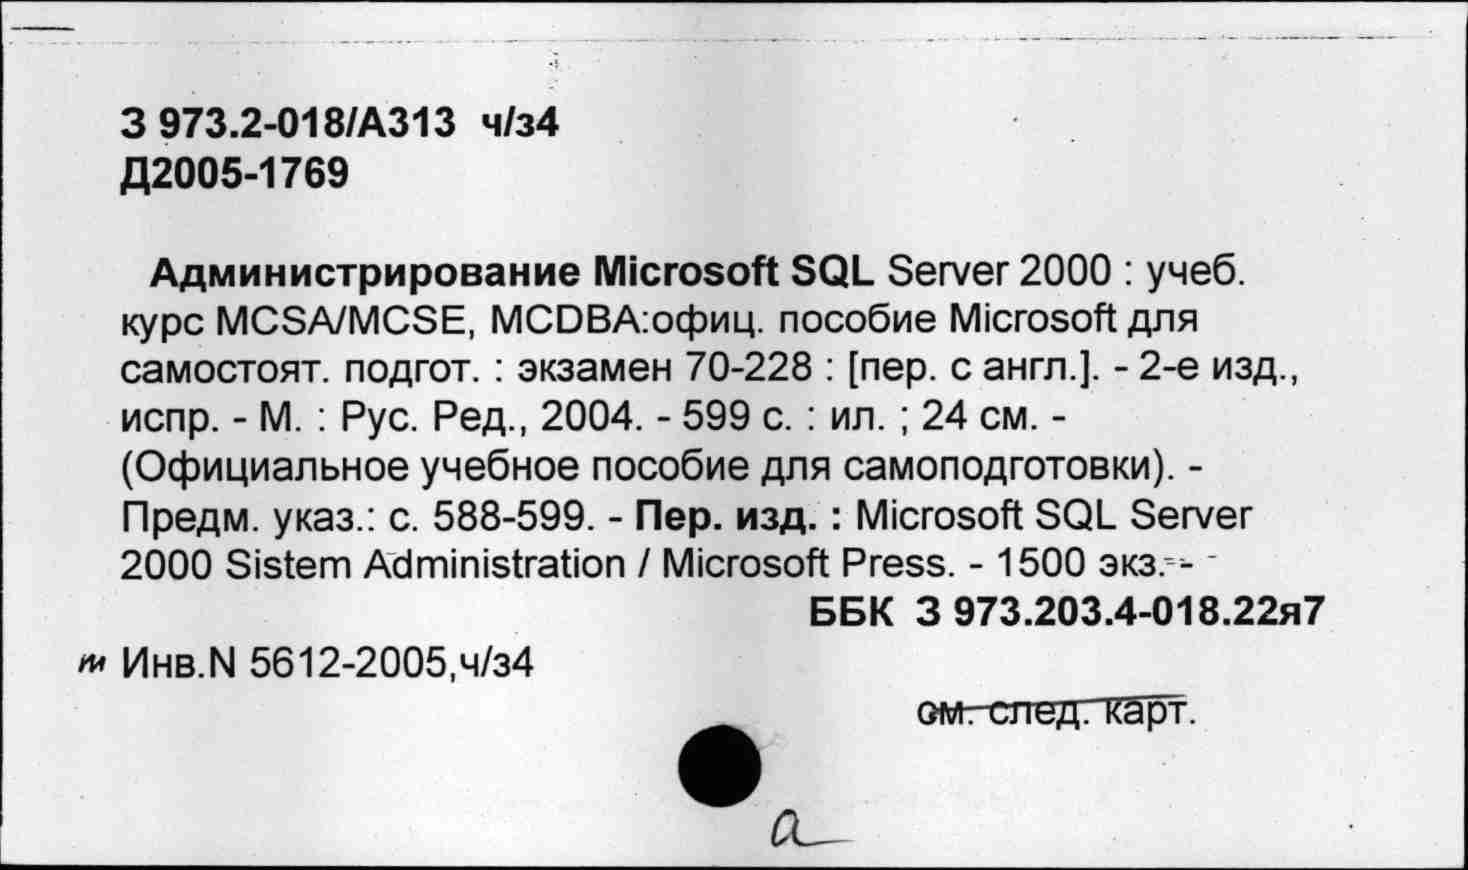 З 973.2-018/А313 ч/з4
Д2005-1769
Администрирование Microsoft SQL Server 2000 : учеб.
курс MCSA/MCSE, MCDBA:офиц. пособие Microsoft для
самостоят. подгот. : экзамен 70-228 : [пер. с англ.]. - 2-е изд.,
испр. - М. : Рус. Ред., 2004. - 599 с. : ил. ; 24 см. -
(Официальное учебное пособие для самоподготовки). -
Предм. указ.: с. 588-599. - Пер. изд. : Microsoft SQL Server
2000 Sistem Administration / Microsoft Press. - 1500 экз.- -
ББК З 973.203.4-018.22я7
Инв.N 5612-2005,ч/з4
см. след. карт.
а